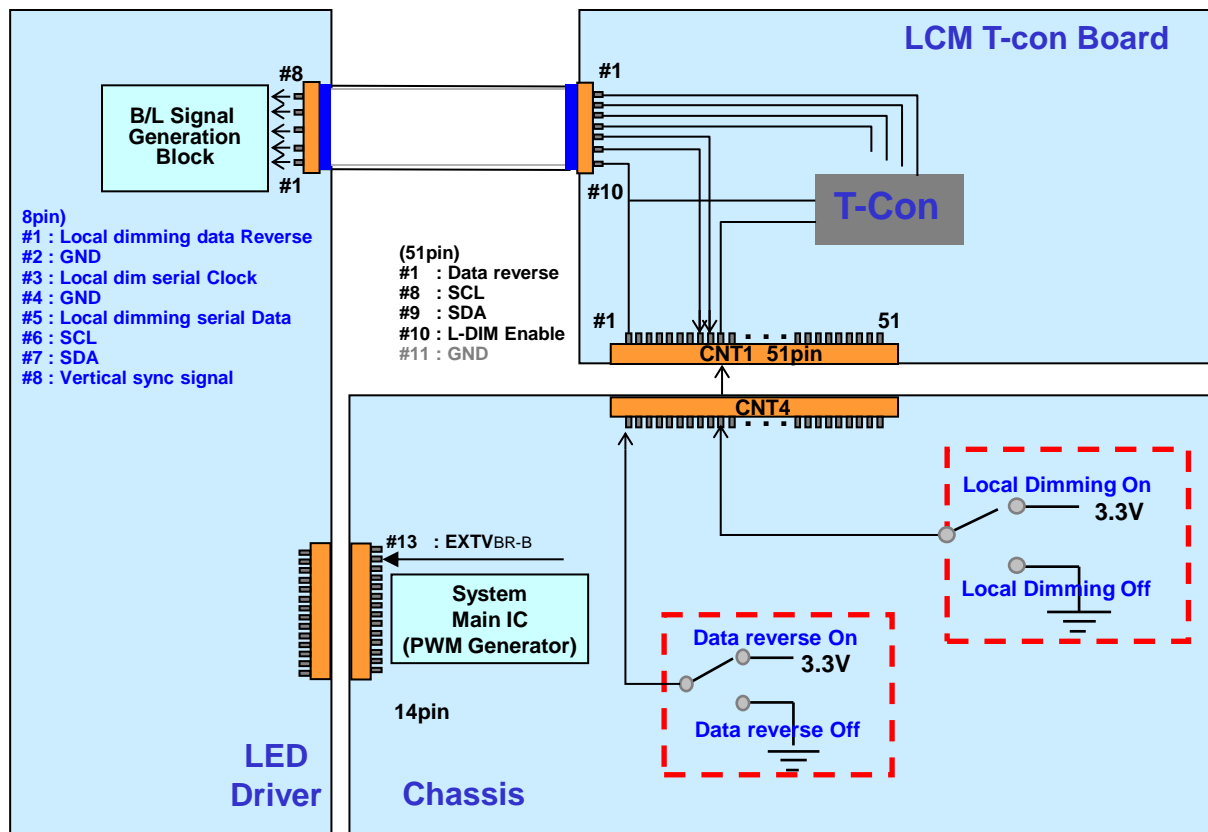 LCM T-con Board
#8
#1
B/L Signal
Generation
Block
#1
#10
T-Con
8pin)
#1 : Local dimming data Reverse
#2 : GND
#3 : Local dim serial Clock
#4 : GND
#5 : Local dimming serial Data
#6 : SCL
#7 : SDA
#8 : Vertical sync signal
(51pin)
#1 : Data reverse
#8 : SCL
#9 : SDA
#10 : L-DIM Enable
#11 : GND
#1
51
CNT1 51pin
CNT4
Local Dimming On
3.3V
Local Dimming Off
#13 : EXTVBR-B
System
Main IC
(PWM Generator)
Data reverse On
3.3V
Data reverse Off
14pin
LED
Driver
Chassis